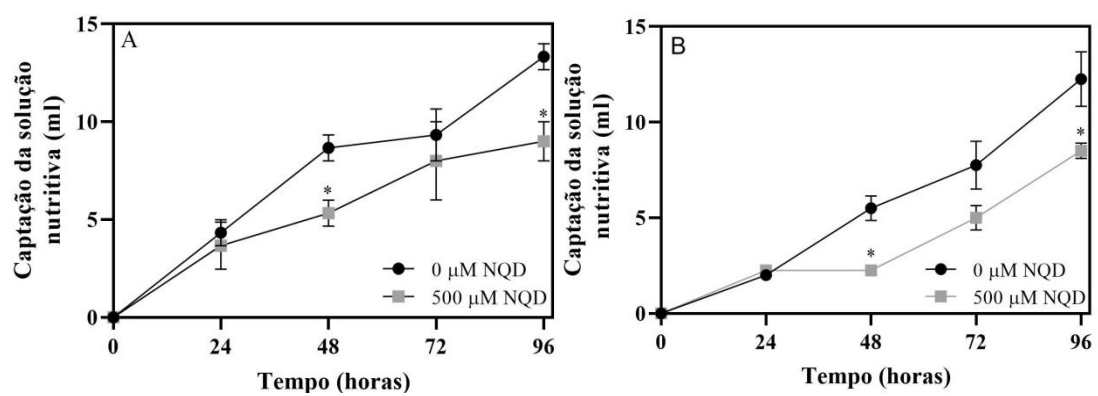 A
Captação da solução
nutritiva (ml)
15
10
5
0
*
*
0 µM NQD
500 µM NQD
0
24
48
72
96
Tempo (horas)
B
Captação da solução
nutritiva (ml)
15
10
5
0
*
*
0 µM NQD
500 µM NQD
0
24
48
72
96
Tempo (horas)